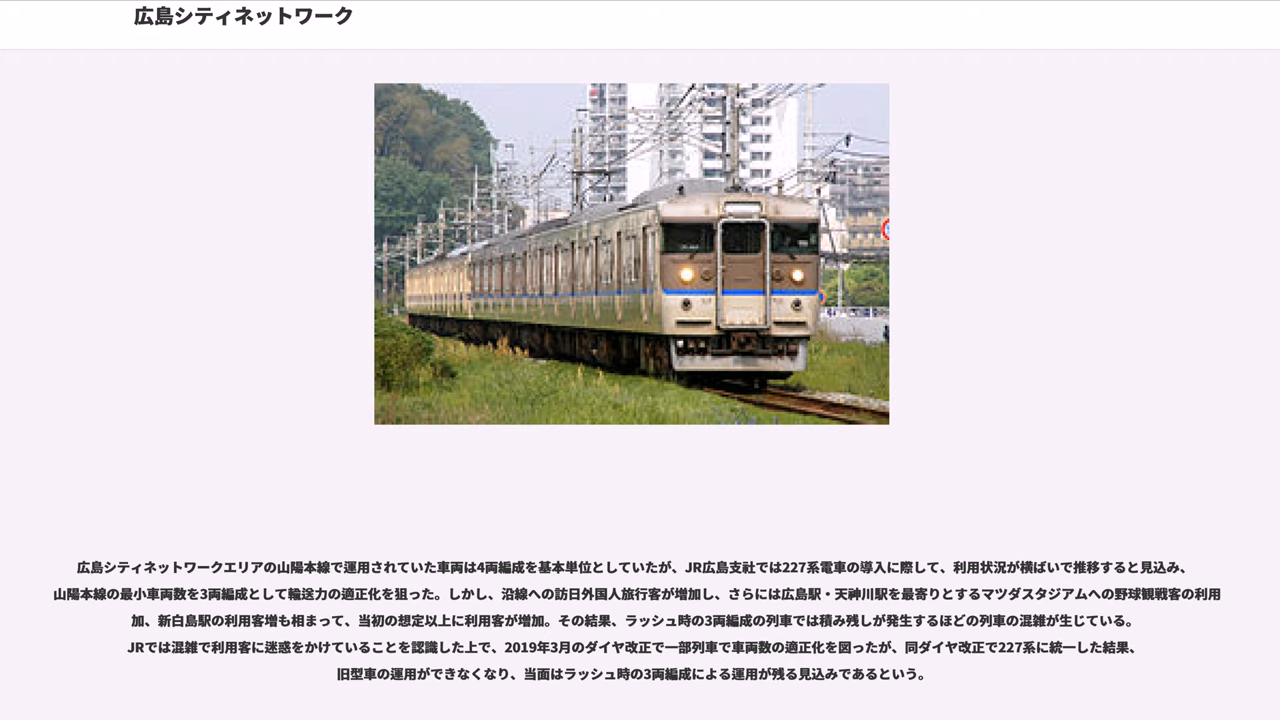 広島シティネットワーク
広島シティネットワークエリアの山陽本線で運用されていた車両は4両編成を基本単位としていたが、JR広島支社では227系電車の導入に際して、利用状況が横ばいで推移すると見込み、
山陽本線の最小車両数を3両編成として輸送力の適正化を狙った。しかし、沿線への訪日外国人旅行客が増加し、さらには広島駅・天神川駅を最寄りとするマツダスタジアムへの野球観戦客の利用
加、新白島駅の利用客増も相まって、当初の想定以上に利用客が増加。その結果、ラッシュ時の3両編成の列車では積み残しが発生するほどの列車の混雑が生じている。
JRでは混雑で利用客に迷惑をかけていることを認識した上で、2019年3月のダイヤ改正で一部列車で車両数の適正化を図ったが、同ダイヤ改正で227系に統一した結果、
旧型車の運用ができなくなり、当面はラッシュ時の3両編成による運用が残る見込みであるという。